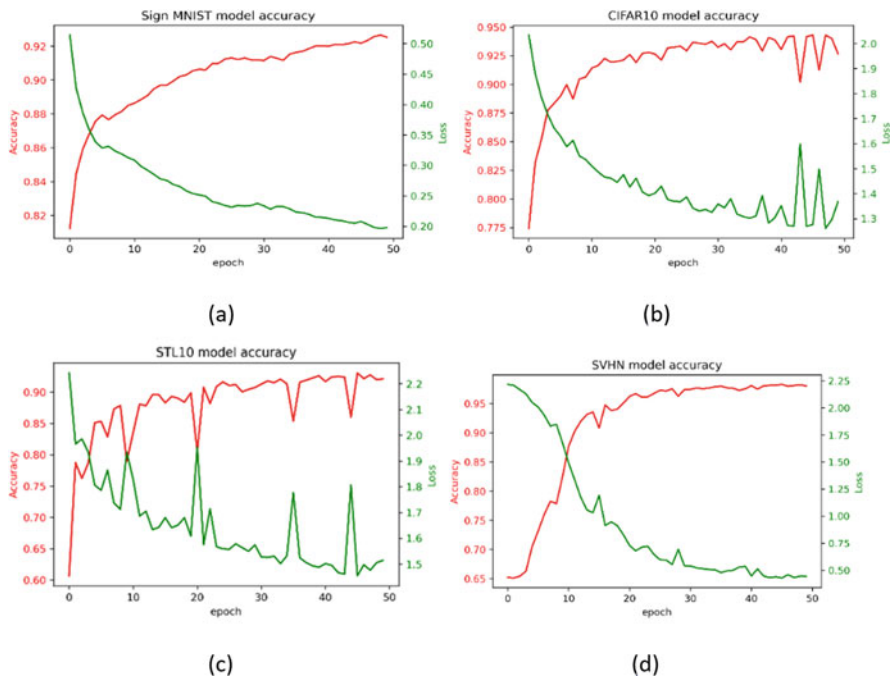 Sign MNIST model accuracy
0.92
0.90
0.88
0.86
0.84
0.82
Accuracy
0.50
0.45
0.40
0.35
0.30
0.25
0.20
Loss
0 10 20 30 40 50
epoch
(a)
CIFAR10 model accuracy
0.950
0.925
0.900
0.875
0.850
0.825
0.800
0.775
Accuracy
2.0
1.9
1.8
1.7
1.6
1.5
1.4
1.3
Loss
0 10 20 30 40 50
epoch
(b)
STL10 model accuracy
0.90
0.85
0.80
0.75
0.70
0.65
0.60
Accuracy
2.2
2.1
2.0
1.9
1.8
1.7
1.6
1.5
Loss
0 10 20 30 40 50
epoch
(c)
SVHN model accuracy
0.95
0.90
0.85
0.80
0.75
0.70
0.65
Accuracy
2.25
2.00
1.75
1.50
1.25
1.00
0.75
0.50
Loss
0 10 20 30 40 50
epoch
(d)